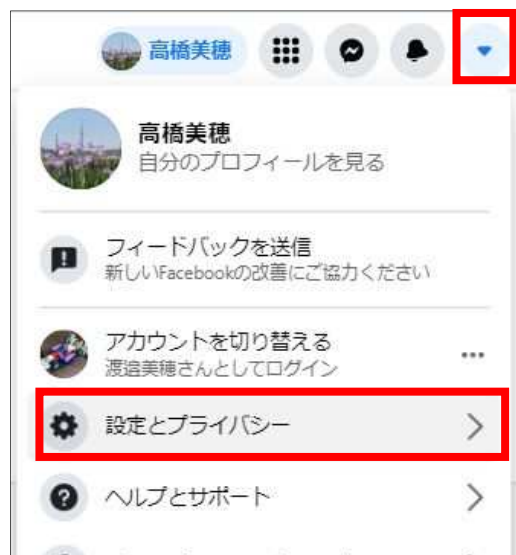 高橋美穂
高橋美穂
自分のプロフィールを見る
フィードバックを送信
新しいFacebookの改善にご協力ください
アカウントを切り替える
渡邉美穂さんとしてログイン
設定とプライバシー
ヘルプとサポート